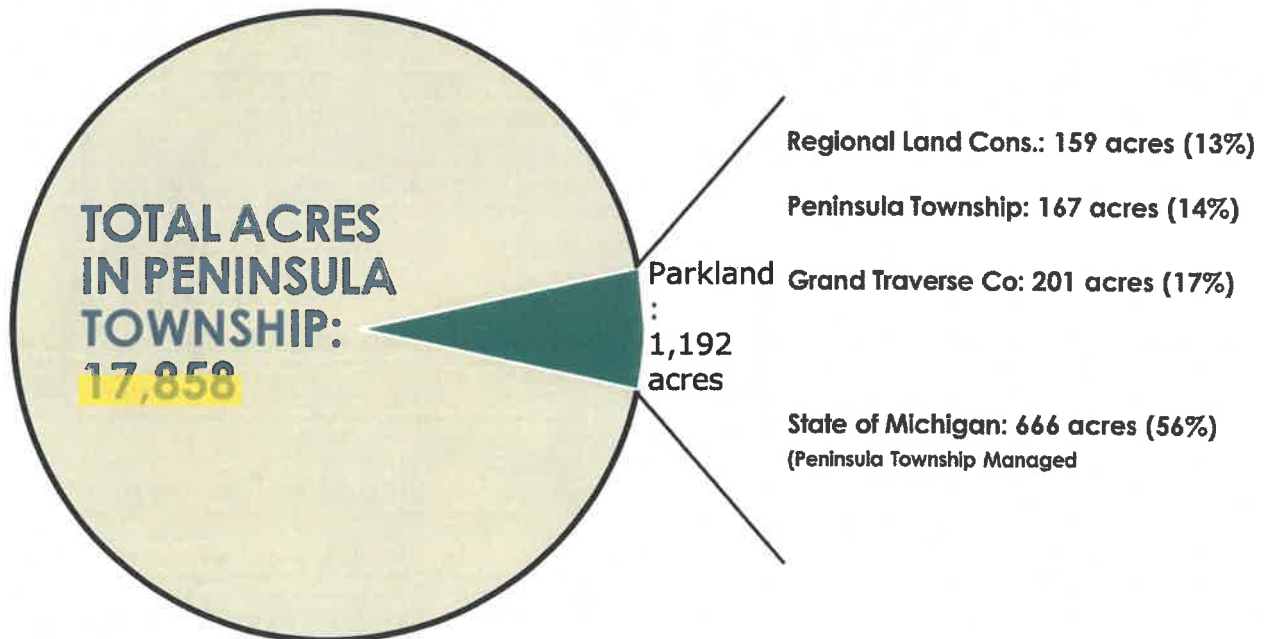 TOTAL ACRES
IN PENINSULA
TOWNSHIP:
17,858
Parkland
:
1,192
acres
Regional Land Cons.: 159 acres (13%)
Peninsula Township: 167 acres (14%)
Grand Traverse Co: 201 acres (17%)
State of Michigan: 666 acres (56%)
(Peninsula Township Managed